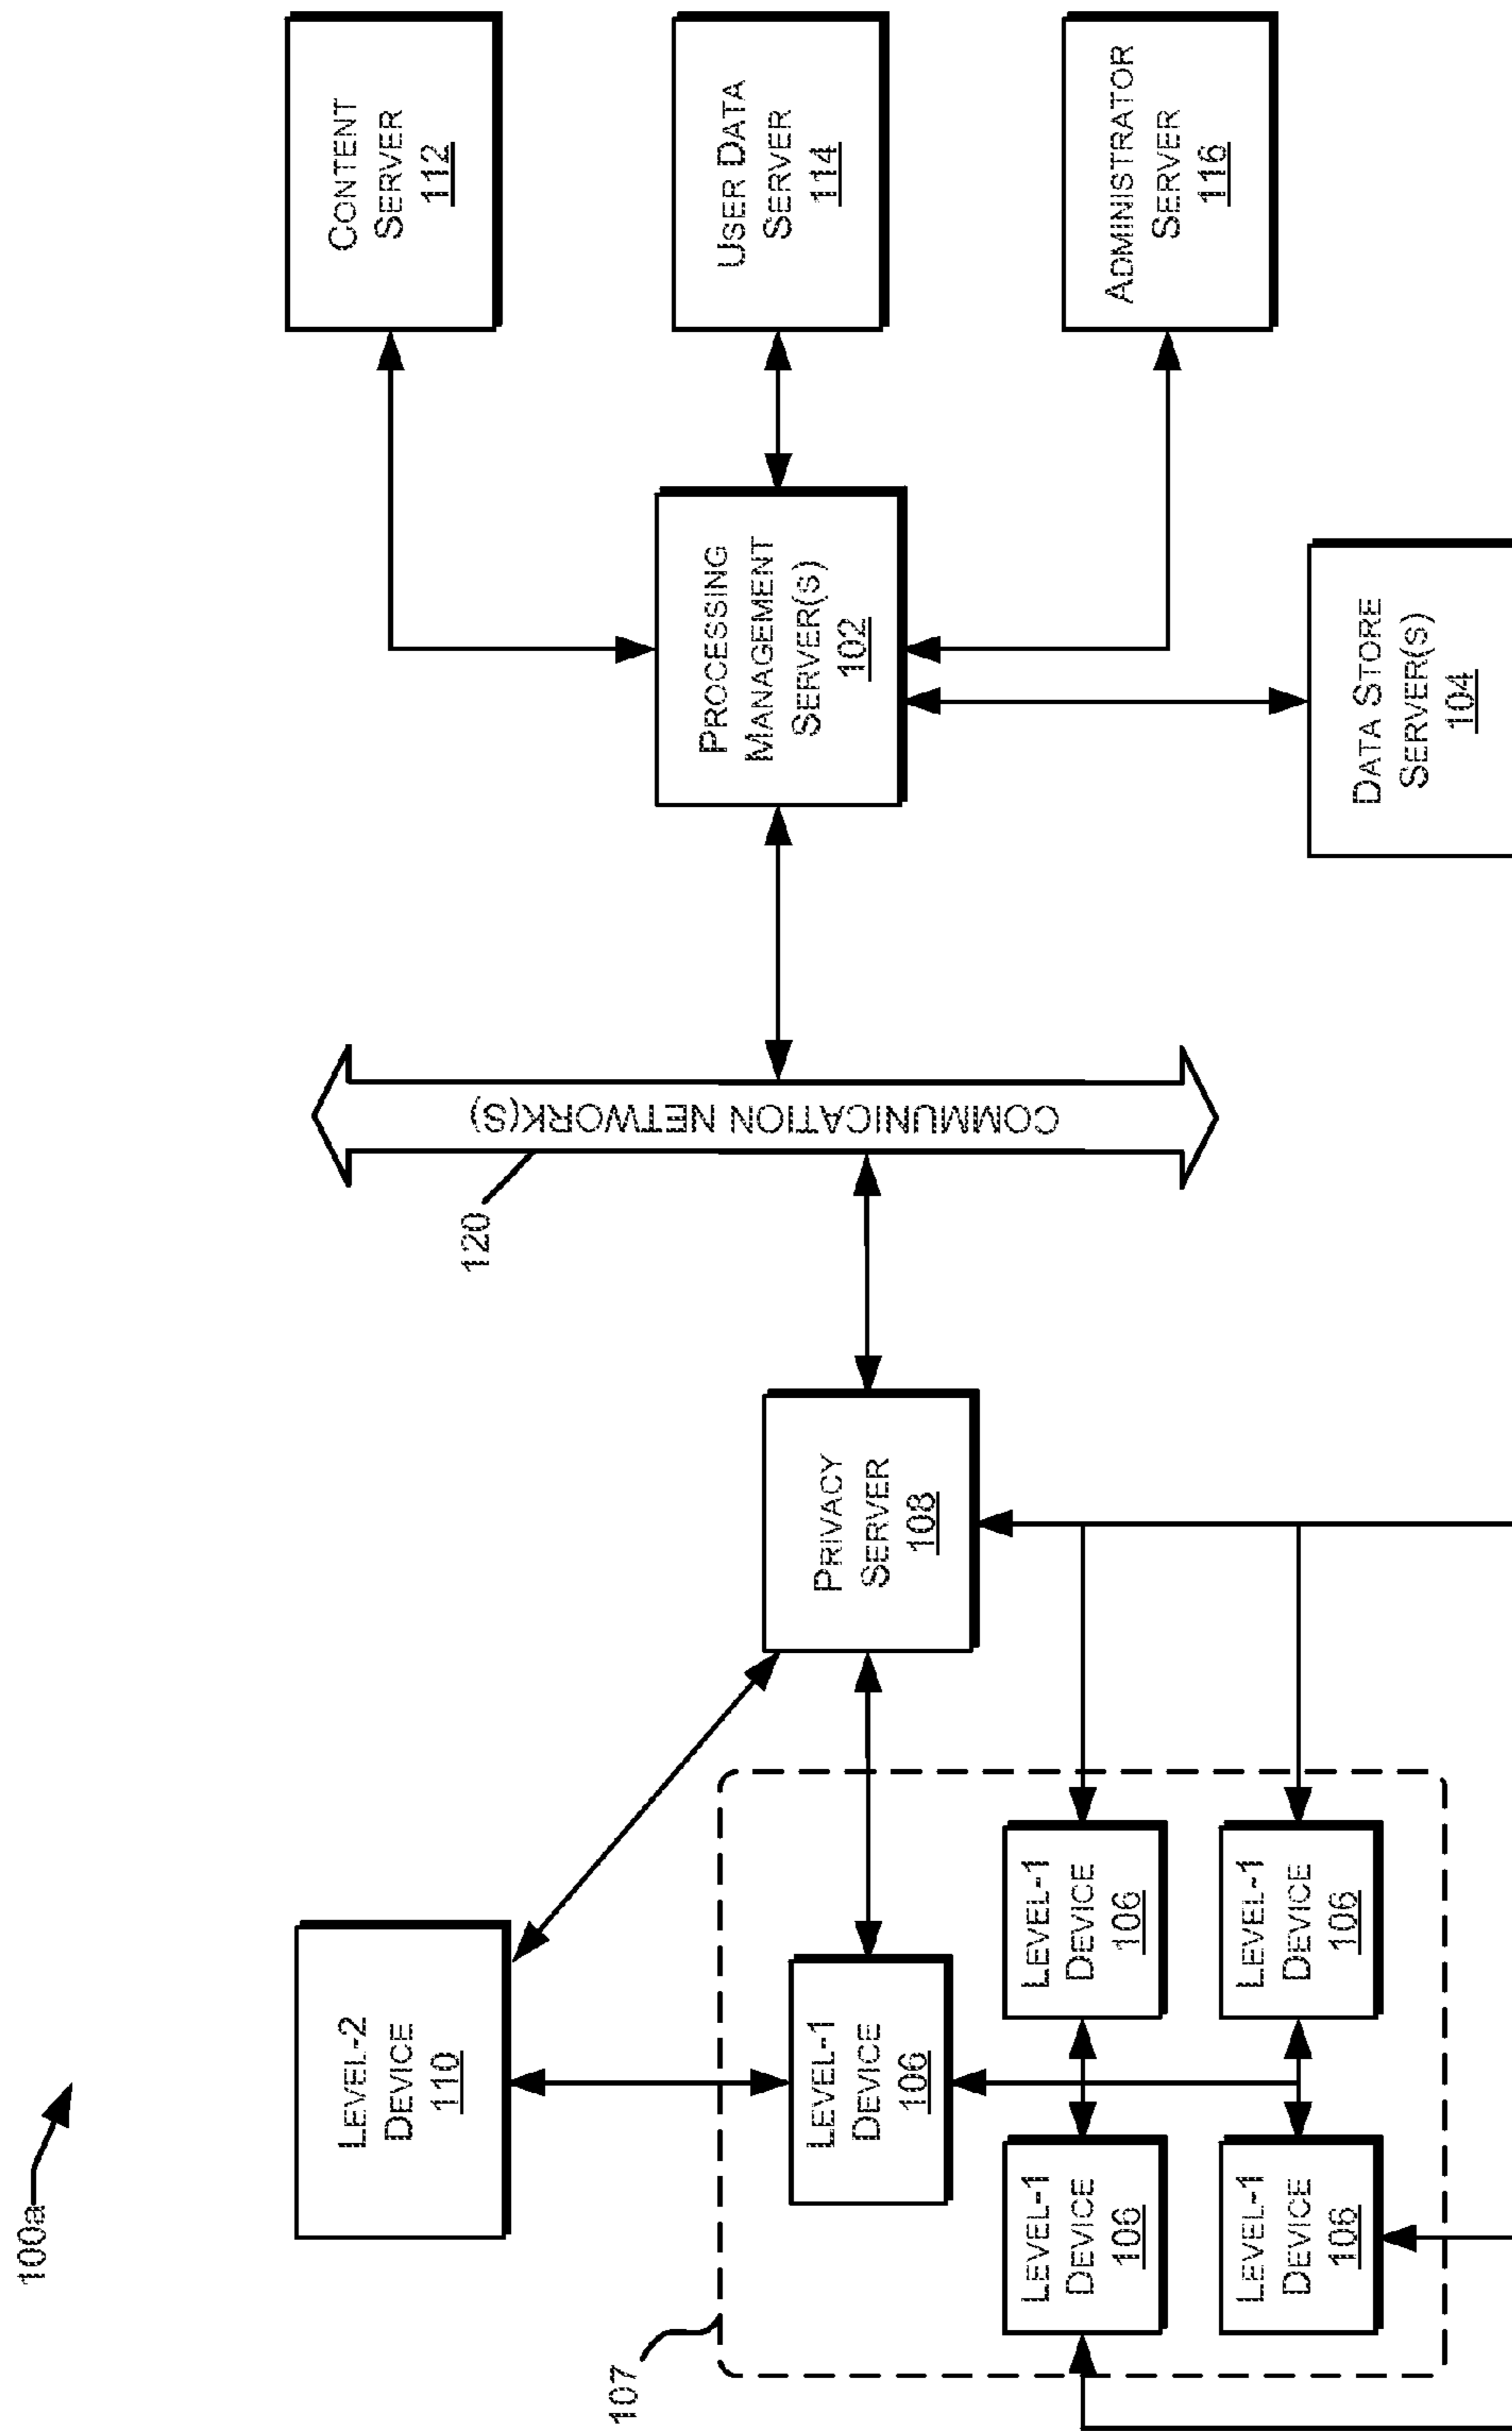 100a
LEVEL-2
DEVICE
110
107
LEVEL-1
DEVICE
106
LEVEL-1
DEVICE
106
LEVEL-1
DEVICE
106
LEVEL-1
DEVICE
106
LEVEL-1
DEVICE
106
PRIVACY
SERVER
108
120
COMMUNICATION NETWORK(S)
PROCESSING
MANAGEMENT
SERVER(S)
102
DATA STORE
SERVER(S)
104
CONTENT
SERVER
112
USER DATA
SERVER
114
ADMINISTRATOR
SERVER
116